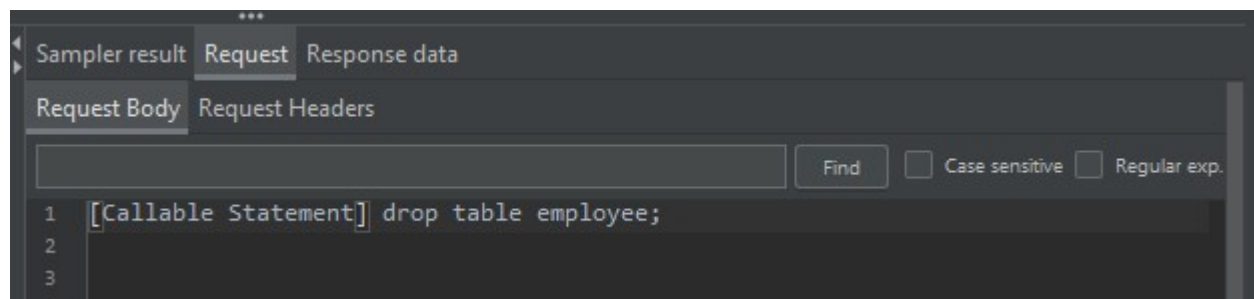 Sampler result Request Response data
Request Body Request Headers
Find Case sensitive Regular exp.
1 [Callable Statement] drop table employee;
2
3